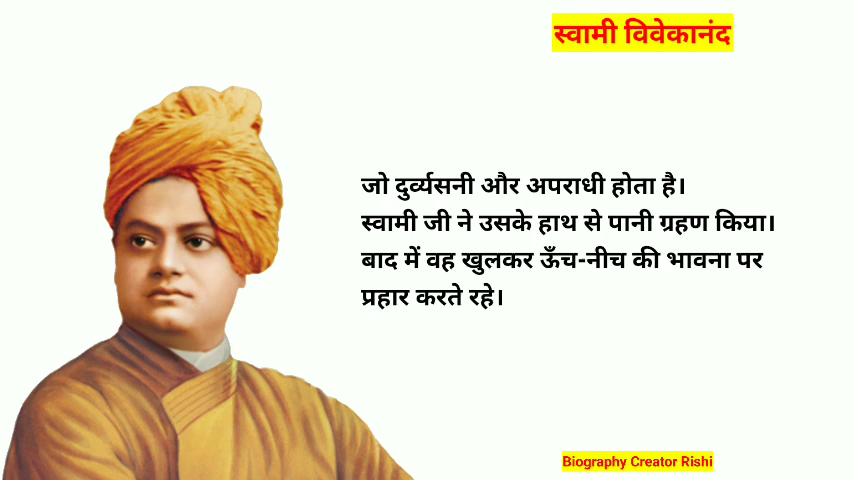 स्वामी विवेकानंद
जो दुर्व्यसनी और अपराधी होता है।
स्वामी जी ने उसके हाथ से पानी ग्रहण किया।
बाद में वह खुलकर ऊँच-नीच की भावना पर
प्रहार करते रहे।
Biography Creator Rishi